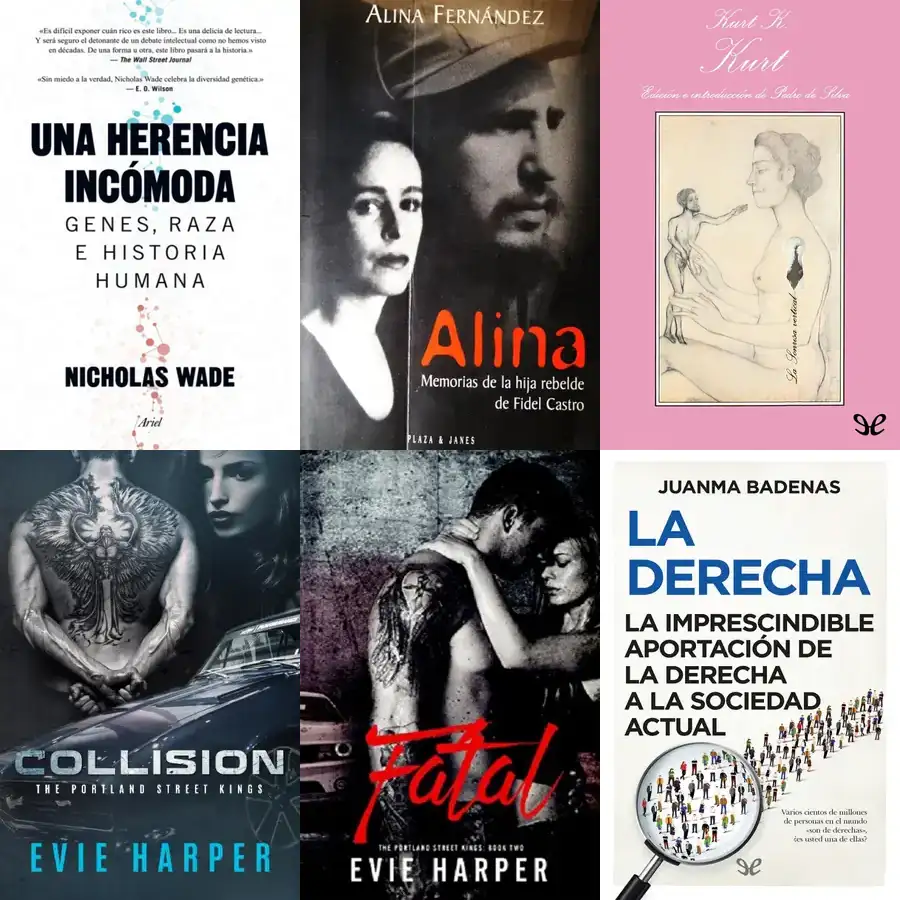 «Es difícil exponer cuán rico es este libro... Es una delicia de lectura...
Y será seguro el detonante de un debate intelectual como no hemos visto
en décadas. De una forma u otra, este libro pasará a la historia.»
— The Wall Street Journal
«Sin miedo a la verdad, Nicholas Wade celebra la diversidad genética.»
— E. O. Wilson
UNA HERENCIA
INCÓMODA
GENES, RAZA
E HISTORIA
HUMANA
NICHOLAS WADE
Ariel
ALINA FERNÁNDEZ
Alina
Memorias de la hija rebelde
de Fidel Castro
PLAZA & JANES
Kurt K.
Kurt
Edición e introducción de Pedro de Silva
La Sonrisa vertical
COLLISION
THE PORTLAND STREET KINGS
EVIE HARPER
Fatal
THE PORTLAND STREET KINGS: BOOK TWO
EVIE HARPER
JUANMA BADENAS
LA
DERECHA
LA IMPRESCINDIBLE
APORTACIÓN DE
LA DERECHA
A LA SOCIEDAD
ACTUAL
Varios cientos de millones
de personas en el mundo
«son de derechas»,
¿es usted una de ellas?